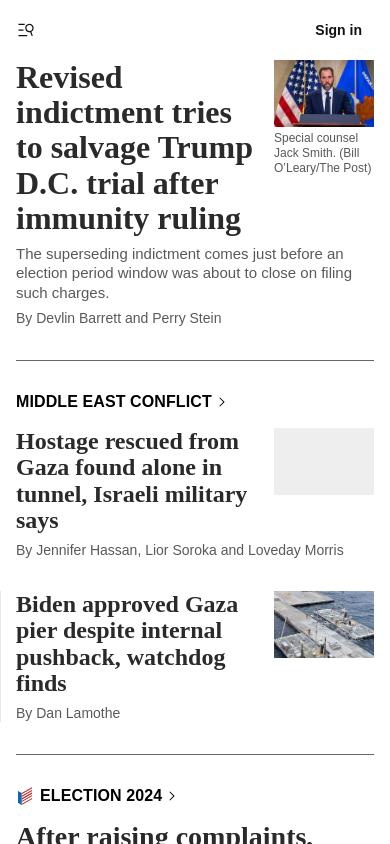 Sign in
Revised
indictment tries
to salvage Trump
D.C. trial after
immunity ruling
Special counsel
Jack Smith. (Bill
O'Leary/The Post)
The superseding indictment comes just before an
election period window was about to close on filing
such charges.
By Devlin Barrett and Perry Stein
MIDDLE EAST CONFLICT
Hostage rescued from
Gaza found alone in
tunnel, Israeli military
says
By Jennifer Hassan, Lior Soroka and Loveday Morris
Biden approved Gaza
pier despite internal
pushback, watchdog
finds
By Dan Lamothe
ELECTION 2024
After raising complaints,